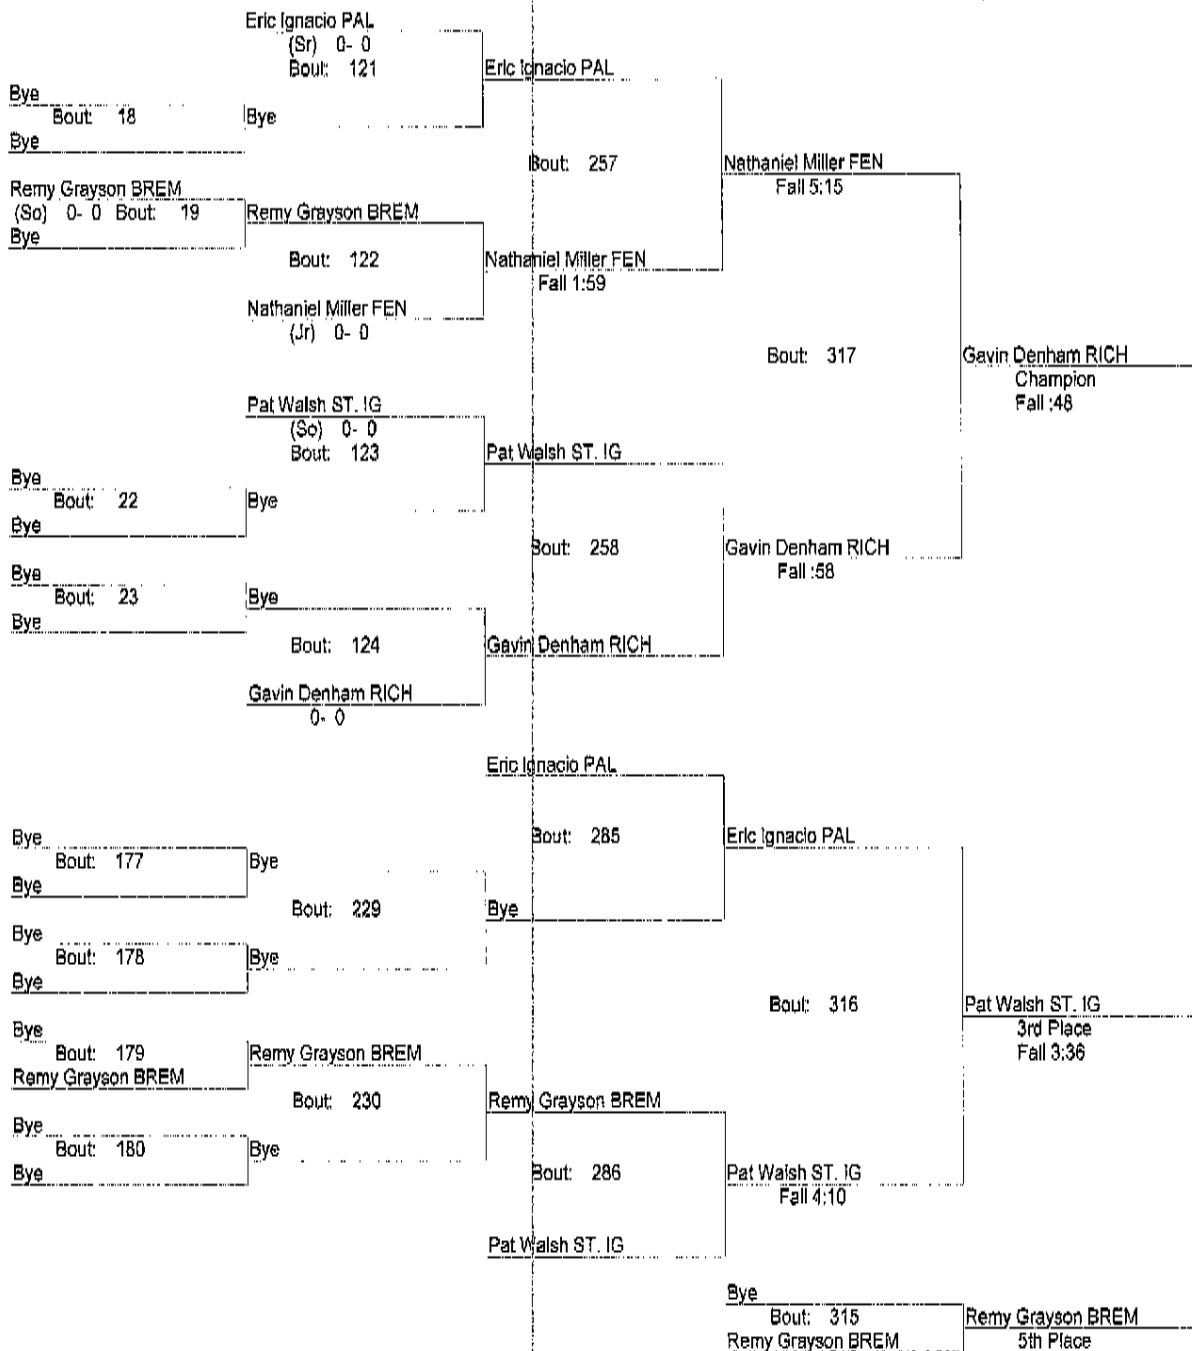 Eric Ignacio PAL
(Sr) 0- 0
Bout: 121
Eric Ignacio PAL
Bye
Bout: 18
Bye
Bye
Bout: 257
Nathaniel Miller FEN
Fall 5:15
Remy Grayson BREM
(So) 0- 0 Bout: 19
Remy Grayson BREM
Bye
Bout: 122
Nathaniel Miller FEN
Fall 1:59
Nathaniel Miller FEN
(Jr) 0- 0
Bout: 317
Gavin Denham RICH
Champion
Fall :48
Pat Walsh ST. IG
(So) 0- 0
Bout: 123
Pat Walsh ST. IG
Bye
Bout: 22
Bye
Bye
Bout: 258
Gavin Denham RICH
Fall :58
Bye
Bout: 23
Bye
Bye
Bout: 124
Gavin Denham RICH
Gavin Denham RICH
0- 0
Eric Ignacio PAL
Bout: 285
Eric Ignacio PAL
Bye
Bout: 177
Bye
Bye
Bout: 229
Bye
Bye
Bout: 178
Bye
Bye
Bout: 316
Pat Walsh ST. IG
3rd Place
Fall 3:36
Bye
Bout: 179
Remy Grayson BREM
Remy Grayson BREM
Bout: 230
Remy Grayson BREM
Bye
Bout: 180
Bye
Bye
Bout: 286
Pat Walsh ST. IG
Fall 4:10
Pat Walsh ST. IG
Bye
Bout: 315
Remy Grayson BREM
Remy Grayson BREM
5th Place